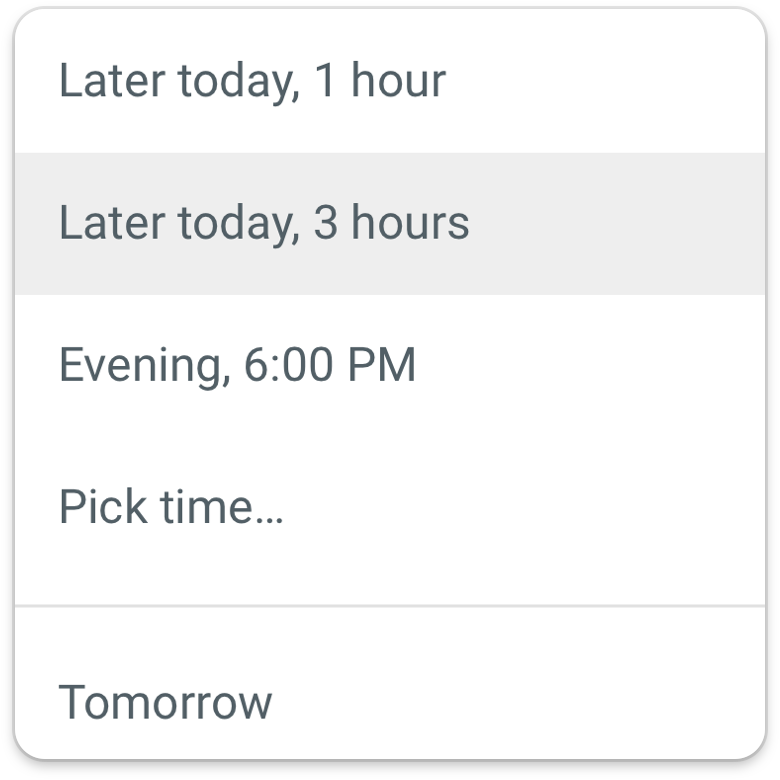 Later today, 1 hour
Later today, 3 hours
Evening, 6:00 PM
Pick time…
Tomorrow